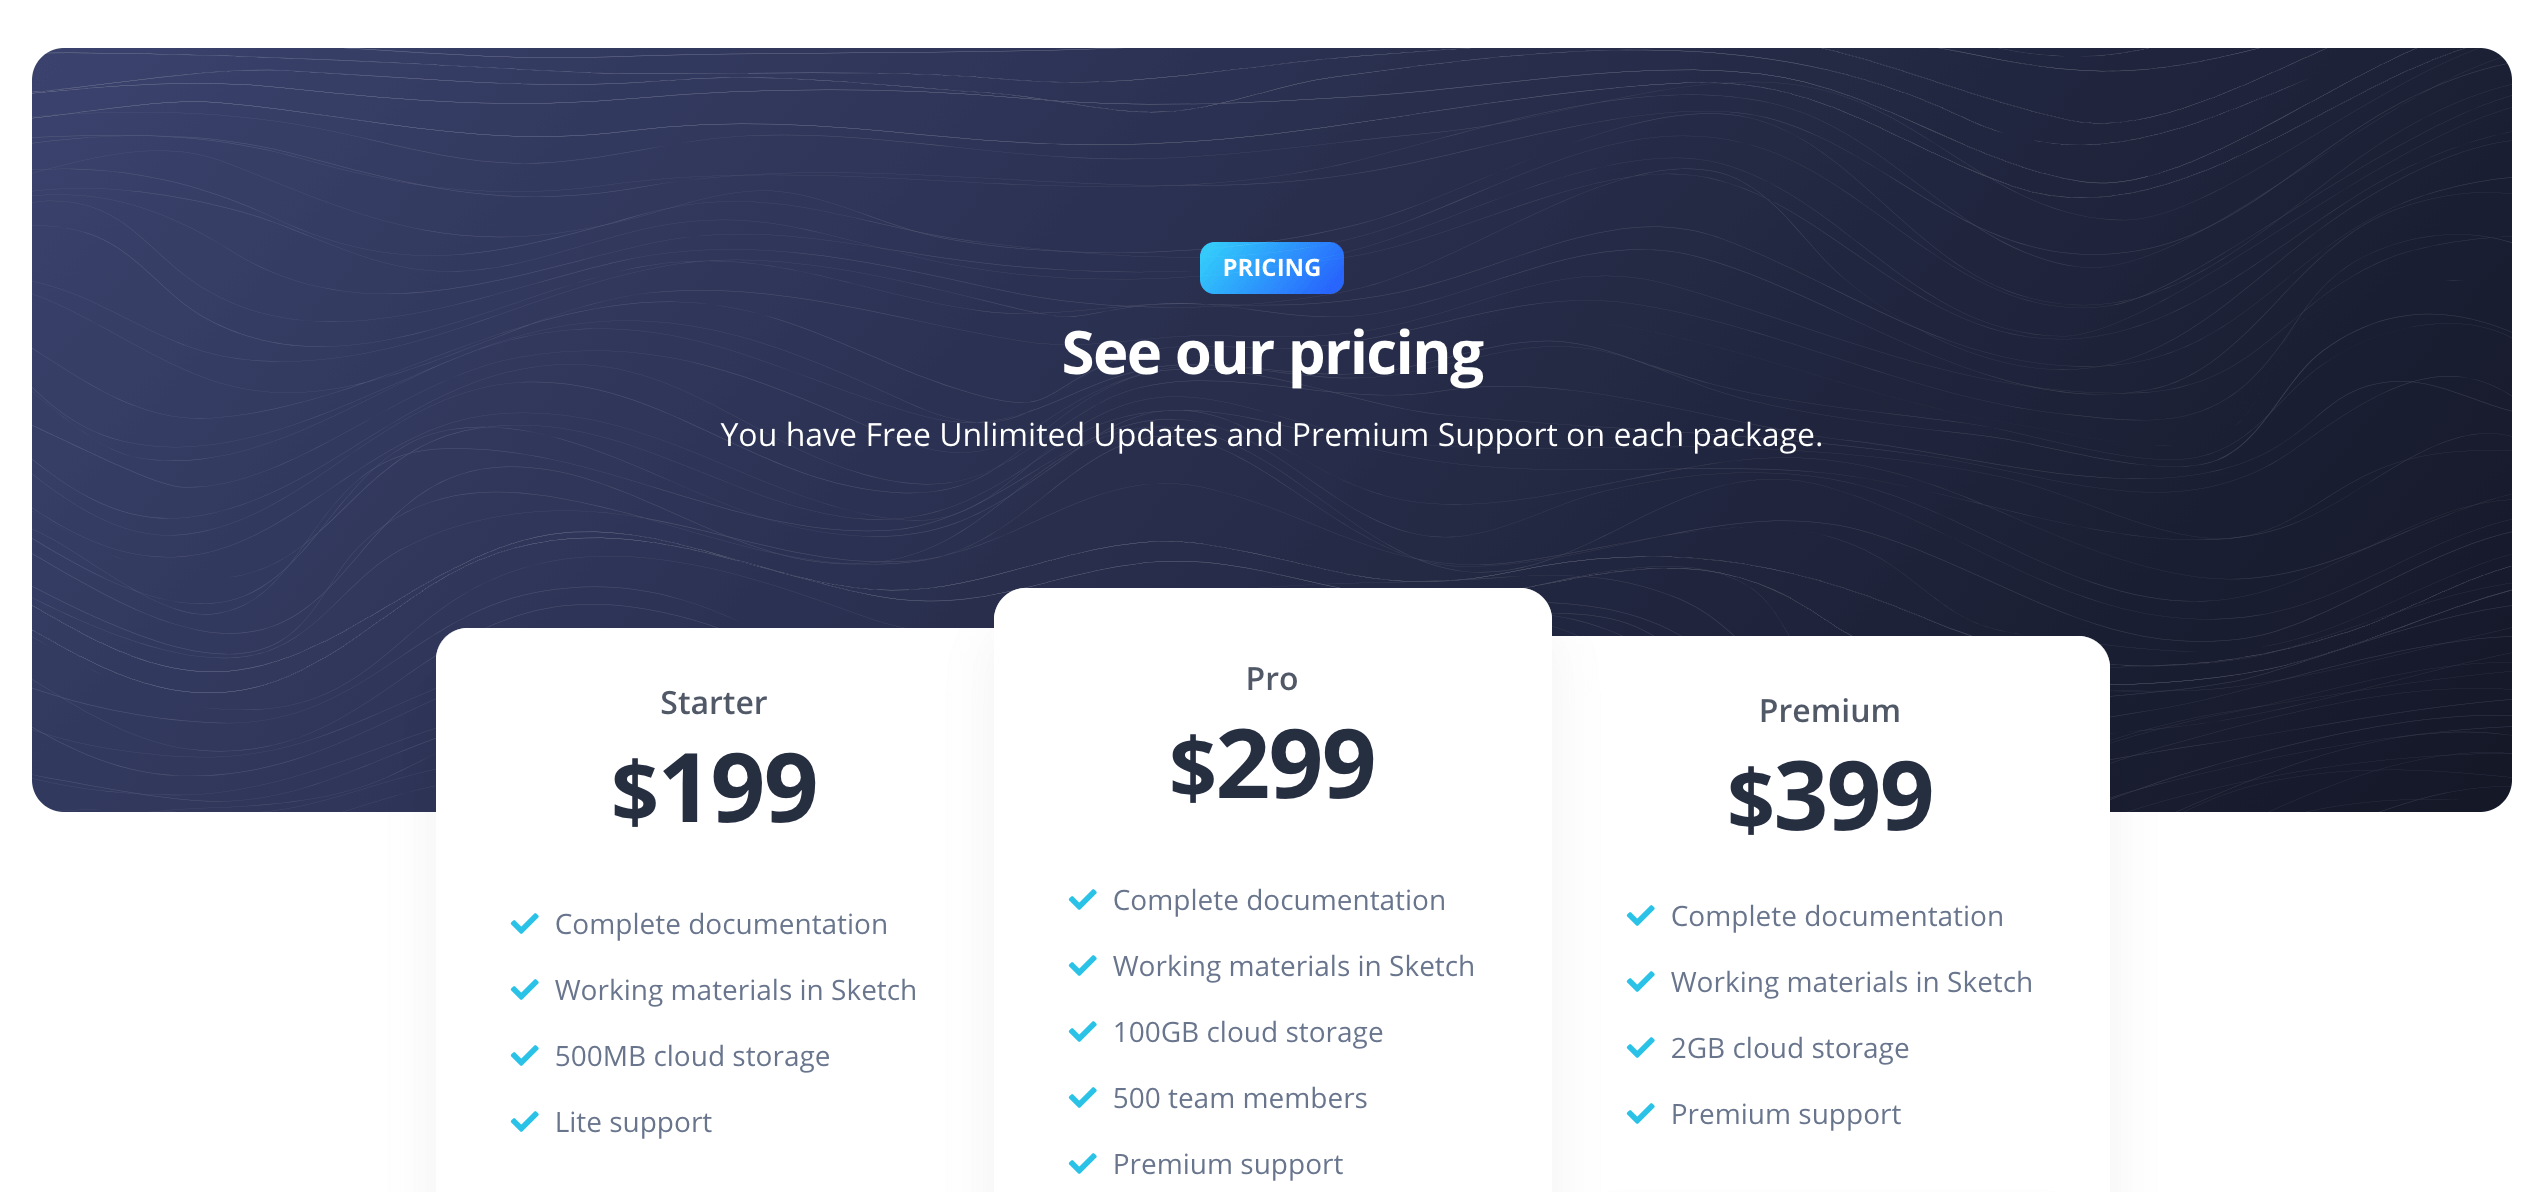 PRICING
See our pricing
You have Free Unlimited Updates and Premium Support on each package.
Starter
$199
Complete documentation
Working materials in Sketch
500MB cloud storage
Lite support
Pro
$299
Complete documentation
Working materials in Sketch
100GB cloud storage
500 team members
Premium support
Premium
$399
Complete documentation
Working materials in Sketch
2GB cloud storage
Premium support